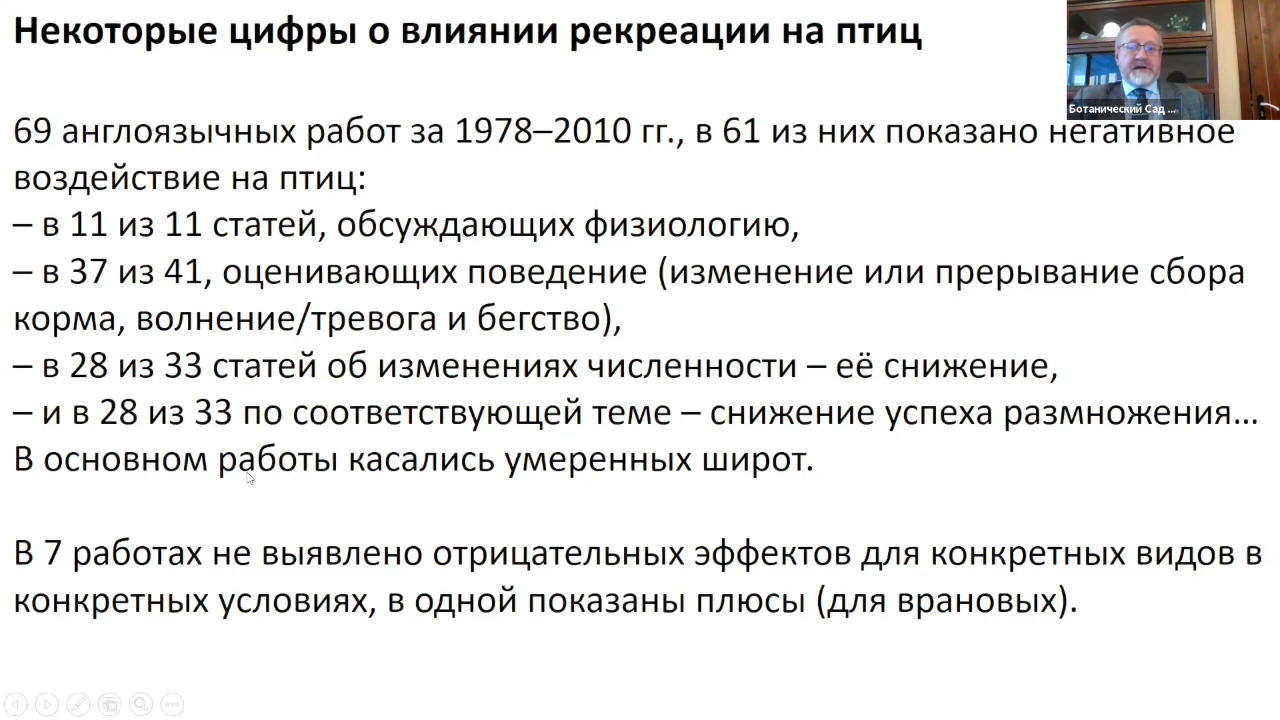 Некоторые цифры о влиянии рекреации на птиц
Ботанический Сад ...
69 англоязычных работ за 1978–2010 гг., в 61 из них показано негативное
воздействие на птиц:
– в 11 из 11 статей, обсуждающих физиологию,
– в 37 из 41, оценивающих поведение (изменение или прерывание сбора
корма, волнение/тревога и бегство),
– в 28 из 33 статей об изменениях численности – её снижение,
– и в 28 из 33 по соответствующей теме – снижение успеха размножения...
В основном работы касались умеренных широт.
В 7 работах не выявлено отрицательных эффектов для конкретных видов в
конкретных условиях, в одной показаны плюсы (для врановых).